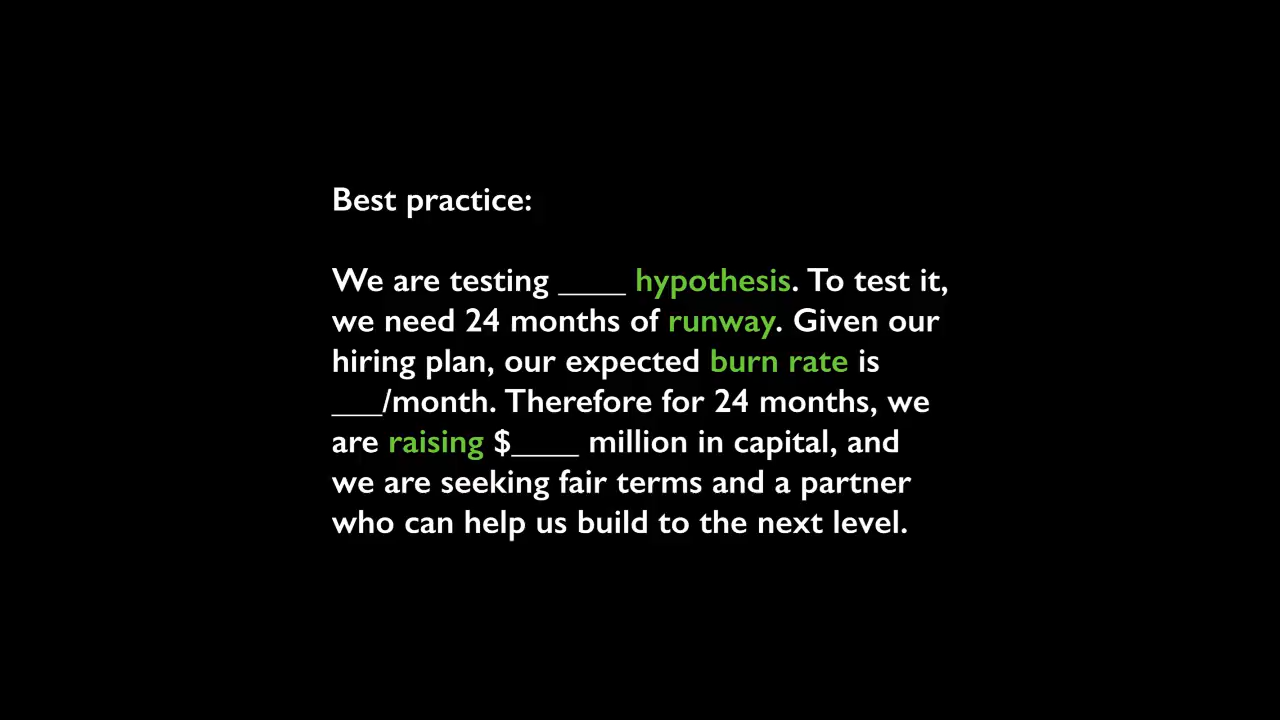 Best practice:
We are testing ____ hypothesis. To test it,
we need 24 months of runway. Given our
hiring plan, our expected burn rate is
___/month. Therefore for 24 months, we
are raising $____ million in capital, and
we are seeking fair terms and a partner
who can help us build to the next level.